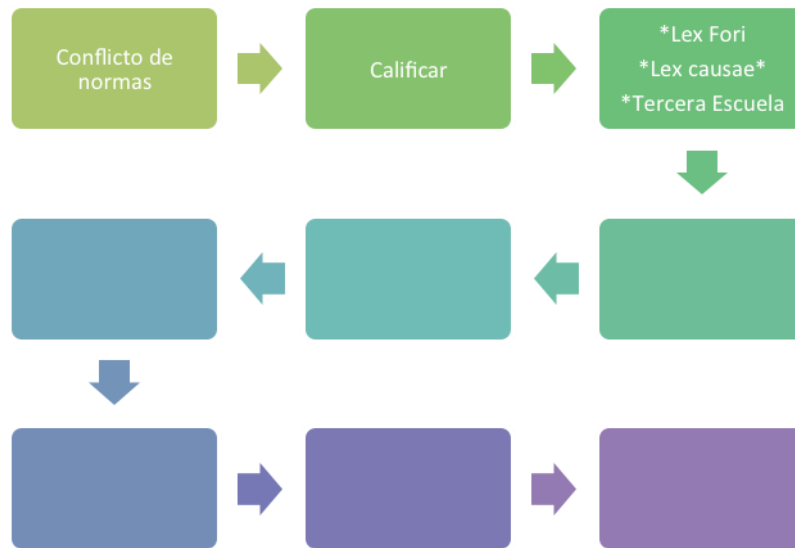 Conflicto de
normas
Calificar
*Lex Fori
*Lex causae*
*Tercera Escuela